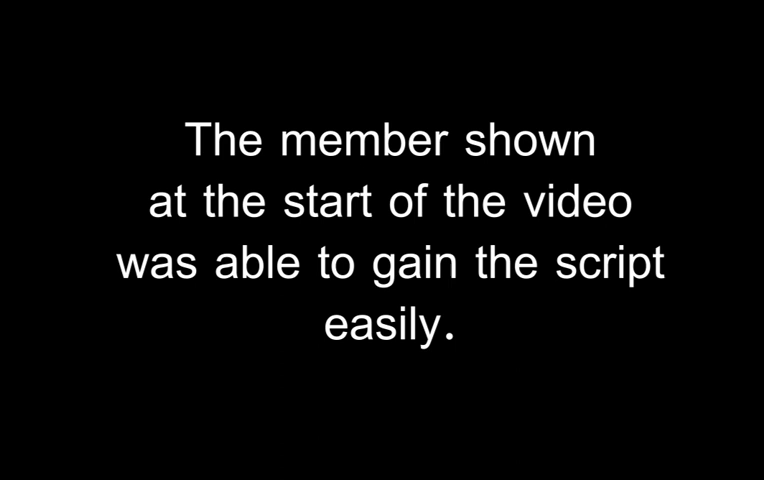 The member shown
at the start of the video
was able to gain the script
easily.